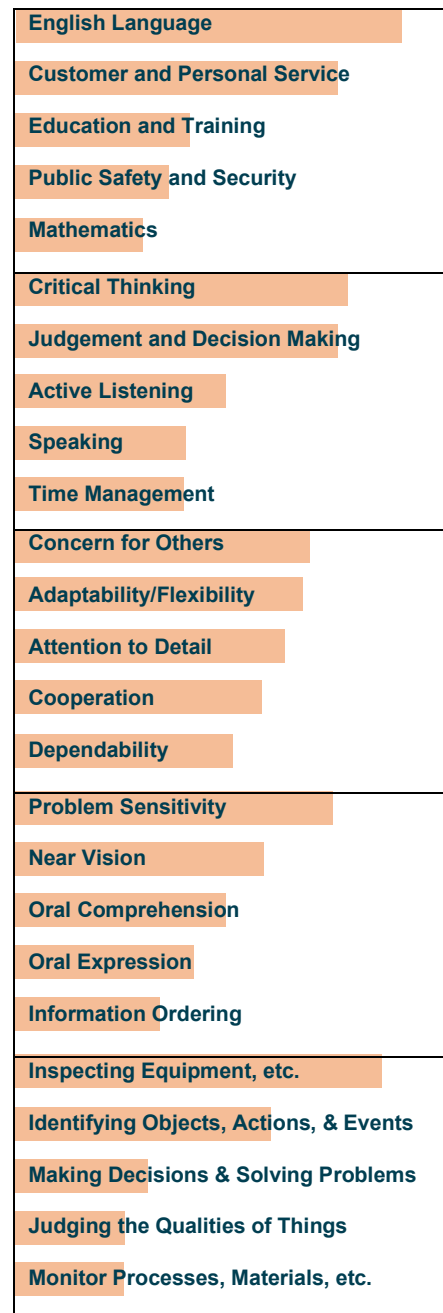 English Language
Customer and Personal Service
Education and Training
Public Safety and Security
Mathematics
Critical Thinking
Judgement and Decision Making
Active Listening
Speaking
Time Management
Concern for Others
Adaptability/Flexibility
Attention to Detail
Cooperation
Dependability
Problem Sensitivity
Near Vision
Oral Comprehension
Oral Expression
Information Ordering
Inspecting Equipment, etc.
Identifying Objects, Actions, & Events
Making Decisions & Solving Problems
Judging the Qualities of Things
Monitor Processes, Materials, etc.